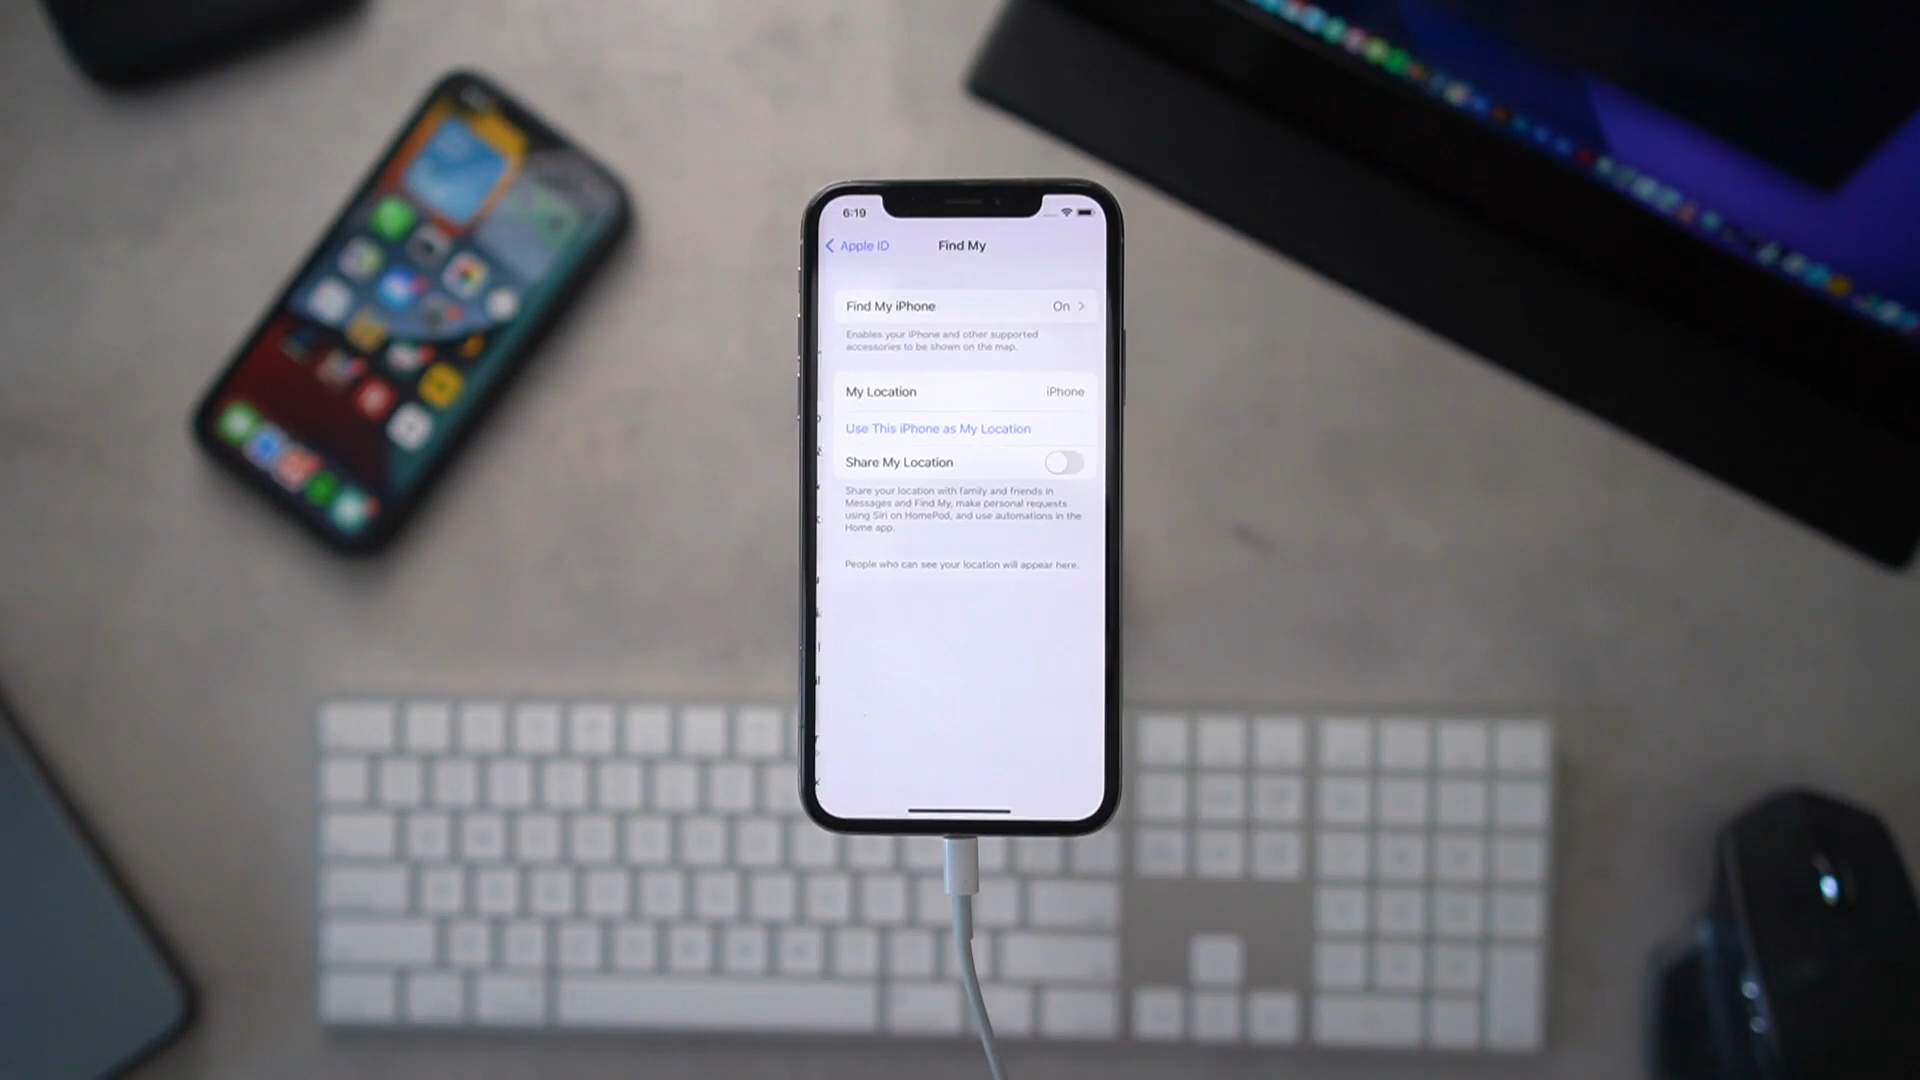 6:19
Apple ID
Find My
Find My iPhone On
Enables your iPhone and other supported
accessories to be shown on the map.
My Location iPhone
Use This iPhone as My Location
Share My Location
Share your location with family and friends in
Messages and Find My, make personal requests
using Siri on HomePod, and use automations in the
Home app.
People who can see your location will appear here.